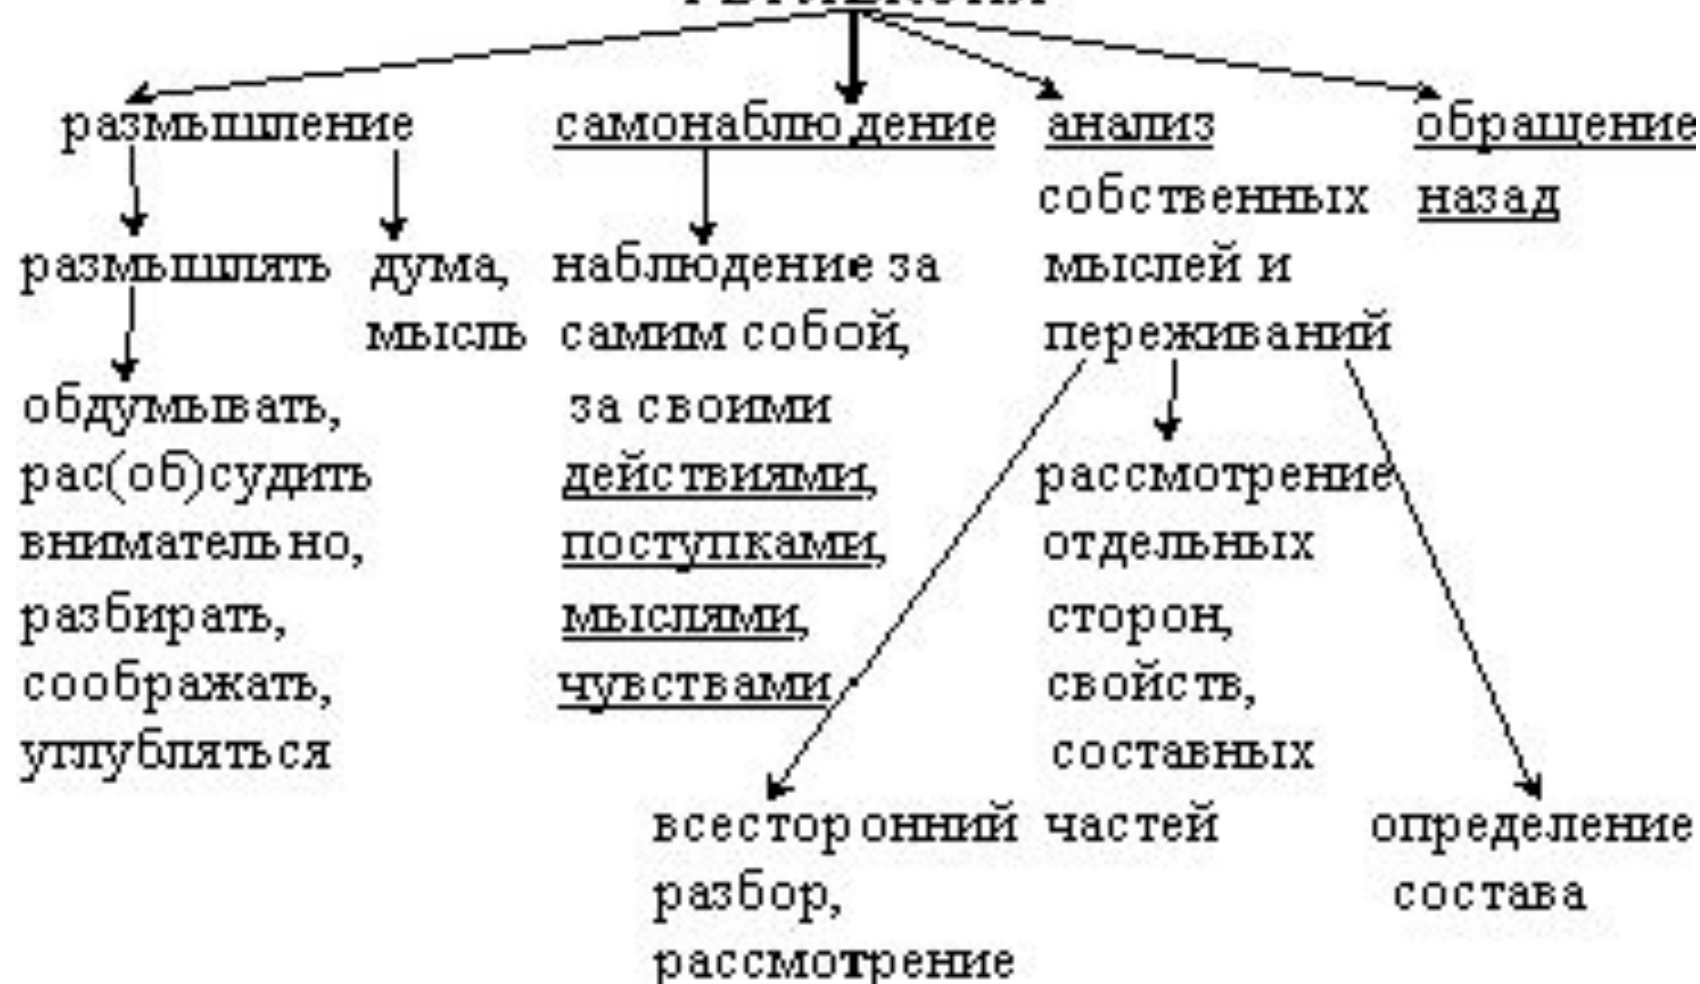 размышление
самонаблюдение
анализ
собственных
мыслей и
переживаний
обращение
назад
размышлять
дума,
мысль
наблюдение за
самим собой,
за своими
действиями,
поступками,
мыслями,
чувствами
обдумывать,
рас(об)судить
внимательно,
разбирать,
соображать,
углубляться
рассмотрение
отдельных
сторон,
свойств,
составных
частей
всесторонний
разбор,
рассмотрение
определение
состава